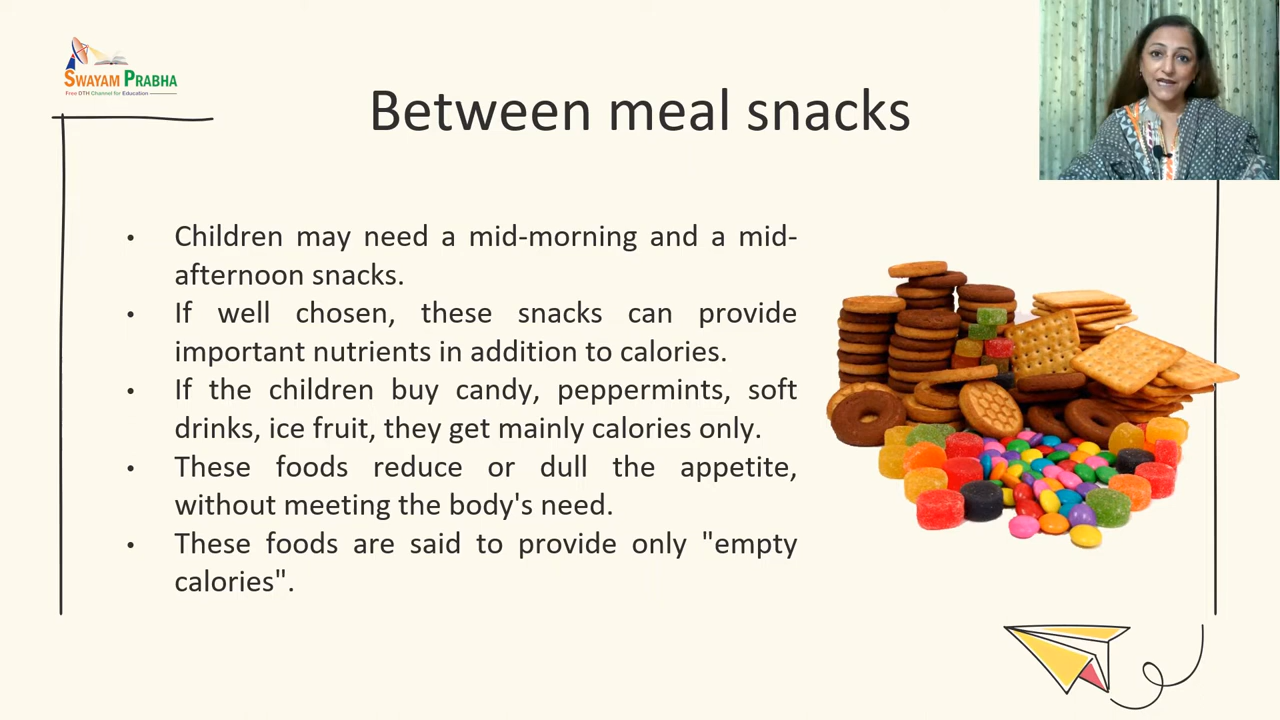 SWAYAM PRABHA
Free DTH Channel for Education
Between meal snacks
• Children may need a mid-morning and a mid-
afternoon snacks.
• If well chosen, these snacks can provide
important nutrients in addition to calories.
• If the children buy candy, peppermints, soft
drinks, ice fruit, they get mainly calories only.
• These foods reduce or dull the appetite,
without meeting the body's need.
• These foods are said to provide only "empty
calories".